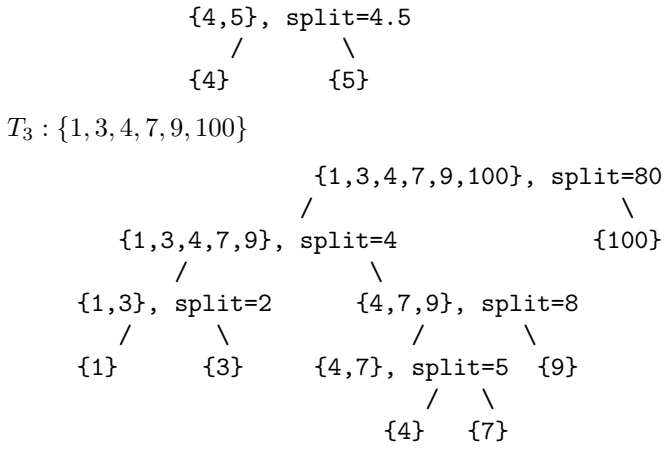 {4,5}, split=4.5
/ \
{4} {5}
T₃ : {1, 3, 4, 7, 9, 100}
{1,3,4,7,9,100}, split=80
/ \
{1,3,4,7,9}, split=4 {100}
/ \
{1,3}, split=2 {4,7,9}, split=8
/ \ / \
{1} {3} {4,7}, split=5 {9}
/ \
{4} {7}